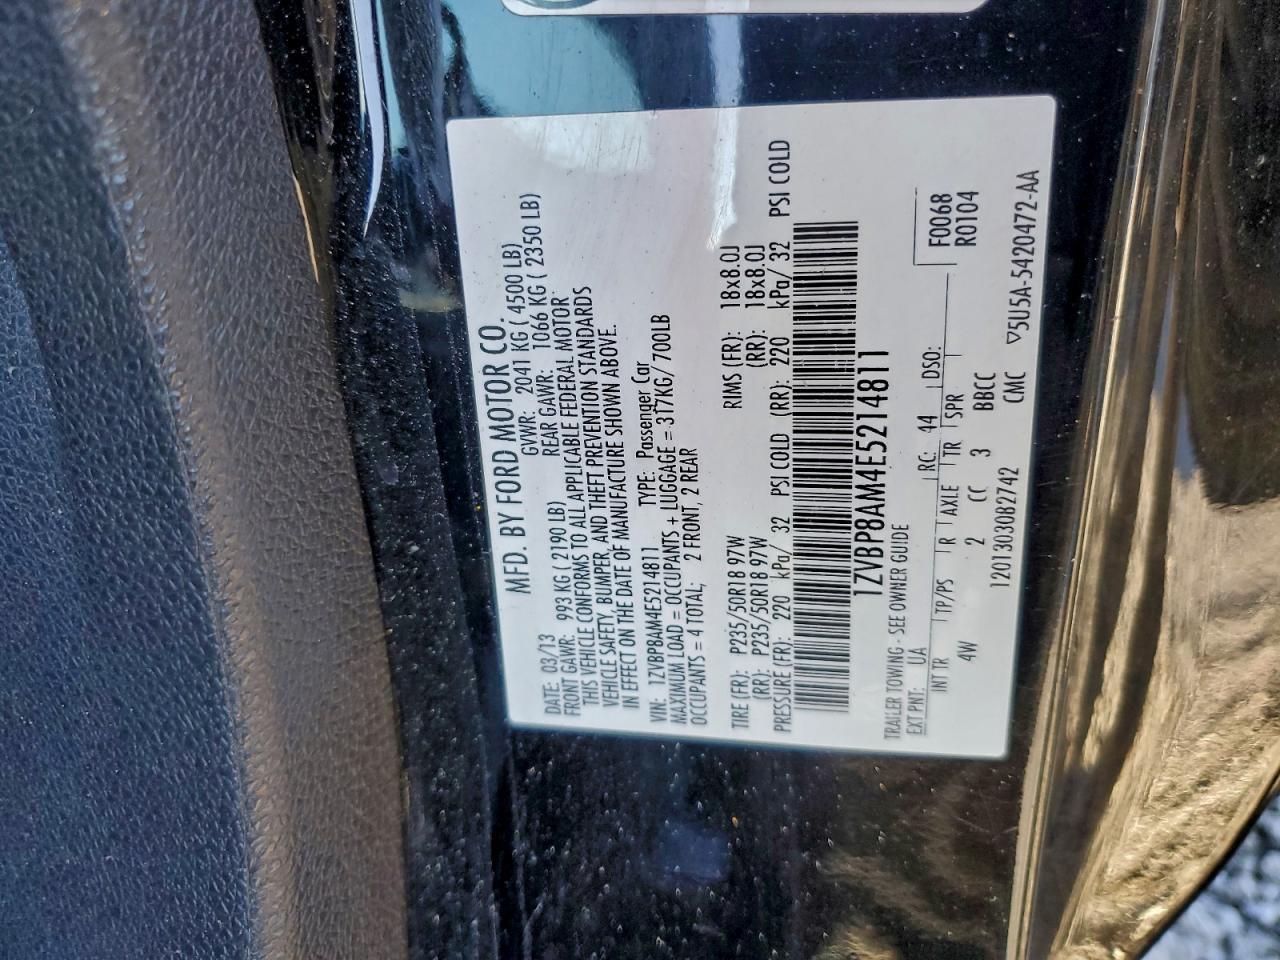 MFD. BY FORD MOTOR CO.
DATE: 03/13 GVWR: 2041 KG ( 4500 LB)
FRONT GAWR: 993 KG ( 2190 LB) REAR GAWR: 1066 KG ( 2350 LB)
THIS VEHICLE CONFORMS TO ALL APPLICABLE FEDERAL MOTOR
VEHICLE SAFETY, BUMPER, AND THEFT PREVENTION STANDARDS
IN EFFECT ON THE DATE OF MANUFACTURE SHOWN ABOVE.
VIN: 1ZVBP8AM4E5214811 TYPE: Passenger Car
MAXIMUM LOAD = OCCUPANTS + LUGGAGE = 317KG/ 700LB
OCCUPANTS = 4 TOTAL; 2 FRONT, 2 REAR
TIRE (FR): P235/50R18 97W RIMS (FR): 18x8.0J
(RR): P235/50R18 97W (RR): 18x8.0J
PRESSURE (FR): 220 kPa/ 32 PSI COLD (RR): 220 kPa/ 32 PSI COLD
1ZVBP8AM4E5214811
TRAILER TOWING - SEE OWNER GUIDE
EXT PNT: UA RC: 44 DSO: F0068
INT TR TP/PS R AXLE TR SPR R0104
4W 2 CC 3 BBCC
12013030B2742 CMC ▽5U5A-5420472-AA